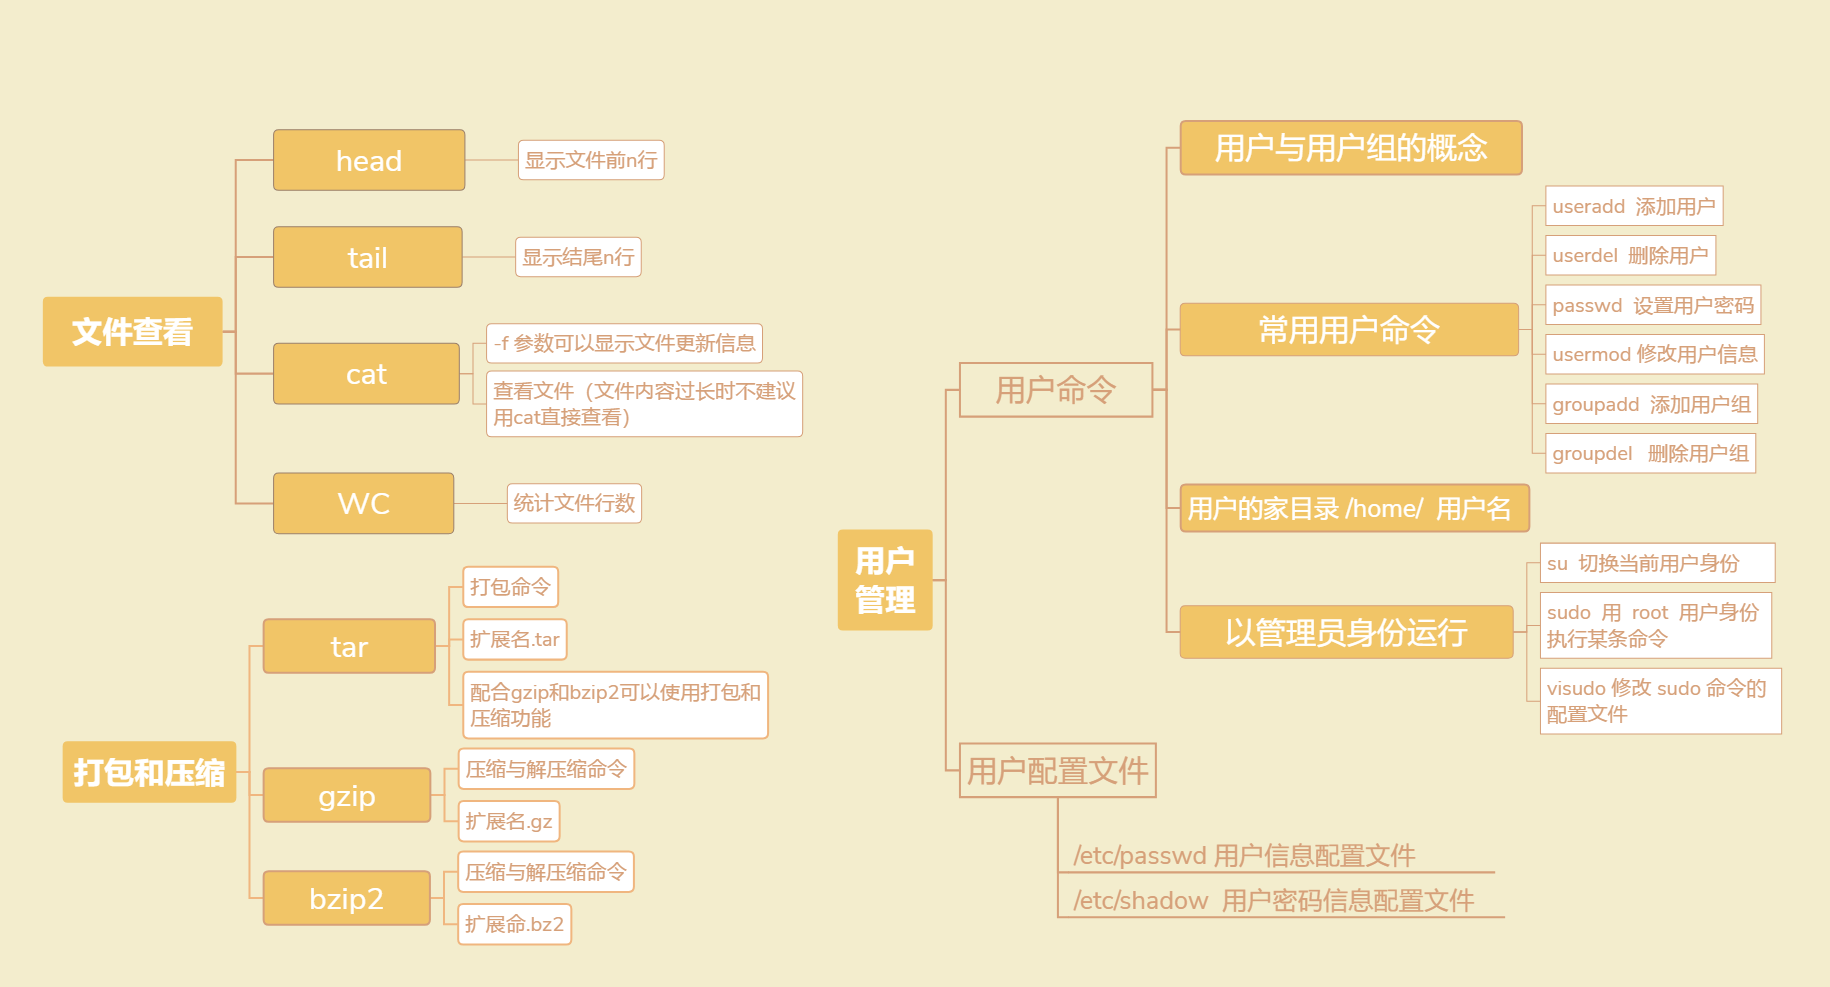 文件查看
head
显示文件前n行
tail
显示结尾n行
cat
-f 参数可以显示文件更新信息
查看文件（文件内容过长时不建议
用cat直接查看）
WC
统计文件行数
打包和压缩
tar
打包命令
扩展名.tar
配合gzip和bzip2可以使用打包和
压缩功能
gzip
压缩与解压缩命令
扩展名.gz
bzip2
压缩与解压缩命令
扩展命.bz2
用户
管理
用户命令
用户与用户组的概念
常用用户命令
useradd 添加用户
userdel 删除用户
passwd 设置用户密码
usermod 修改用户信息
groupadd 添加用户组
groupdel 删除用户组
用户的家目录 /home/ 用户名
以管理员身份运行
su 切换当前用户身份
sudo 用 root 用户身份
执行某条命令
visudo 修改 sudo 命令的
配置文件
用户配置文件
/etc/passwd 用户信息配置文件
/etc/shadow 用户密码信息配置文件